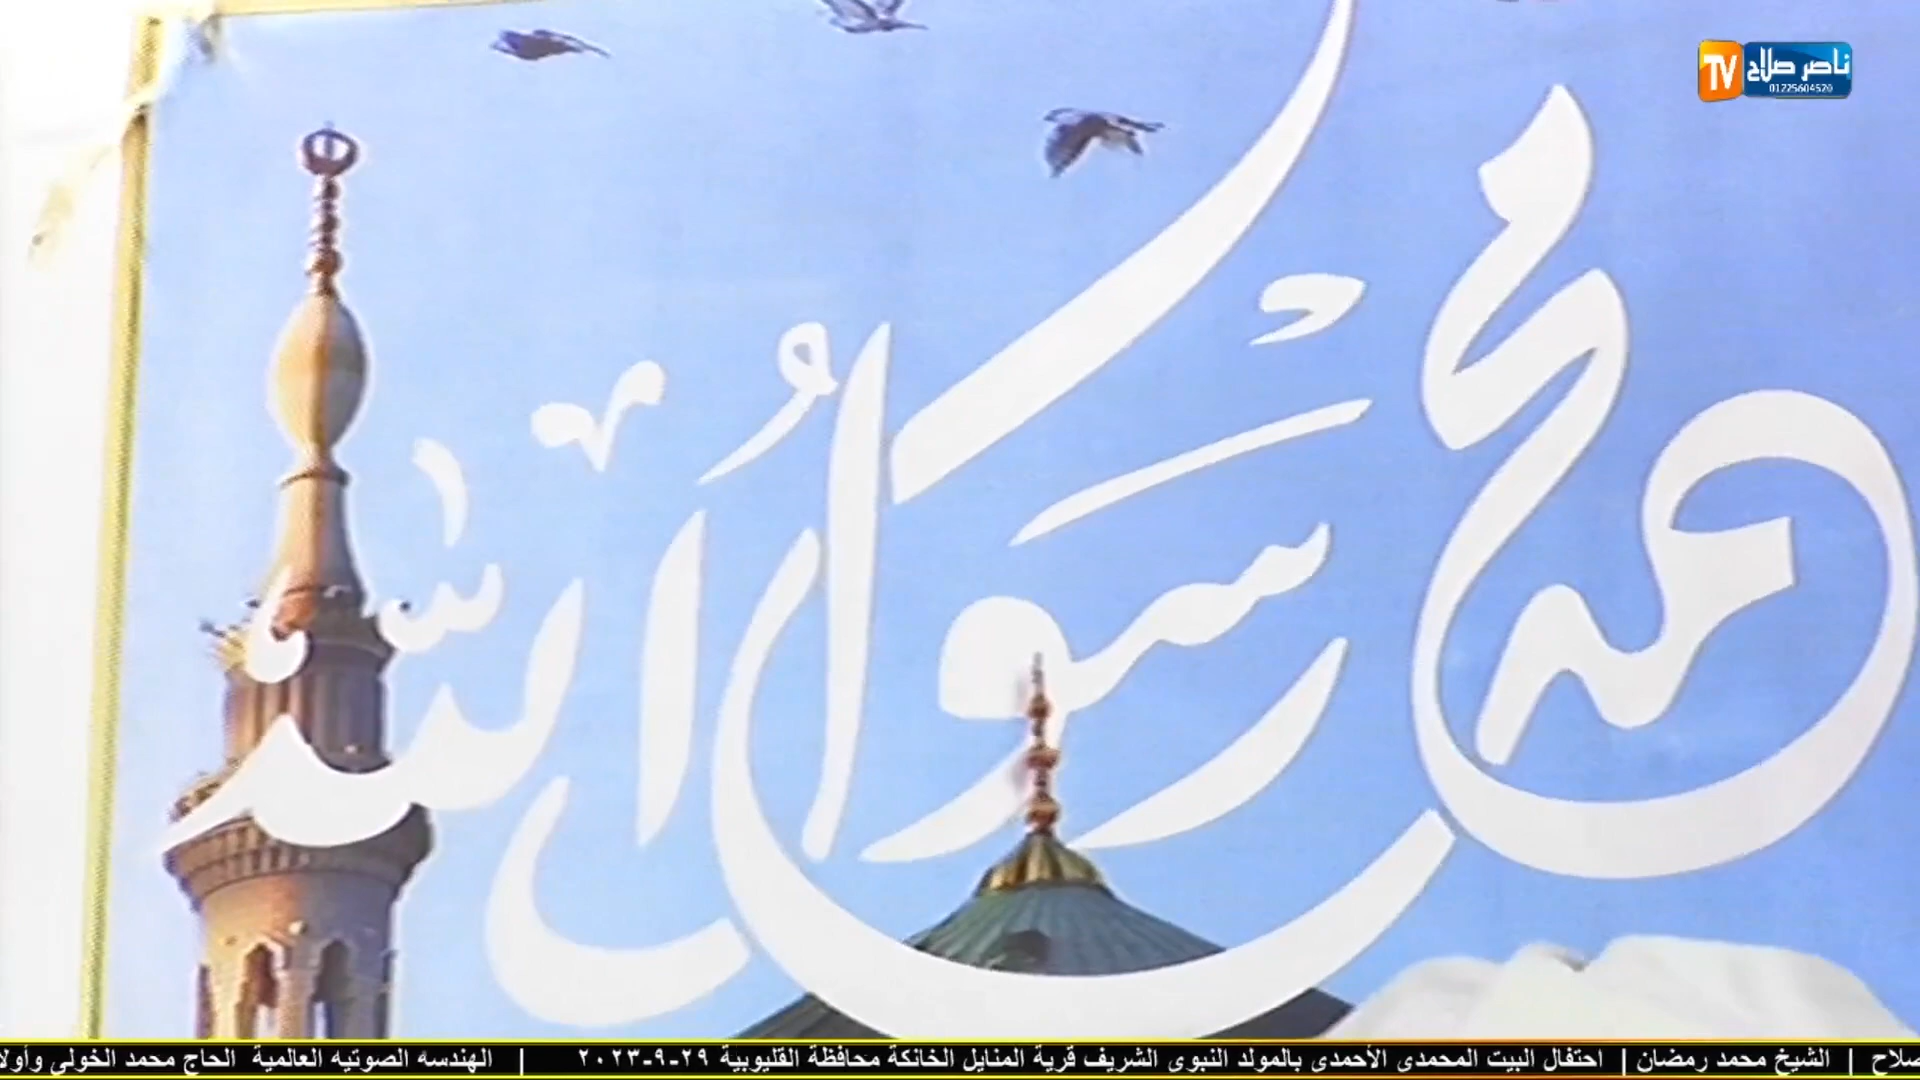 TV ناصر صلاح
01225604520
محمد رسول الله
صلاح | الشيخ محمد رمضان | احتفال البيت المحمدى الأحمدى بالمولد النبوى الشريف قرية المنايل الخانكة محافظة القليوبية ٢٩-٩-٢٠٢٣ | الهندسه الصوتيه العالمية الحاج محمد الخولى